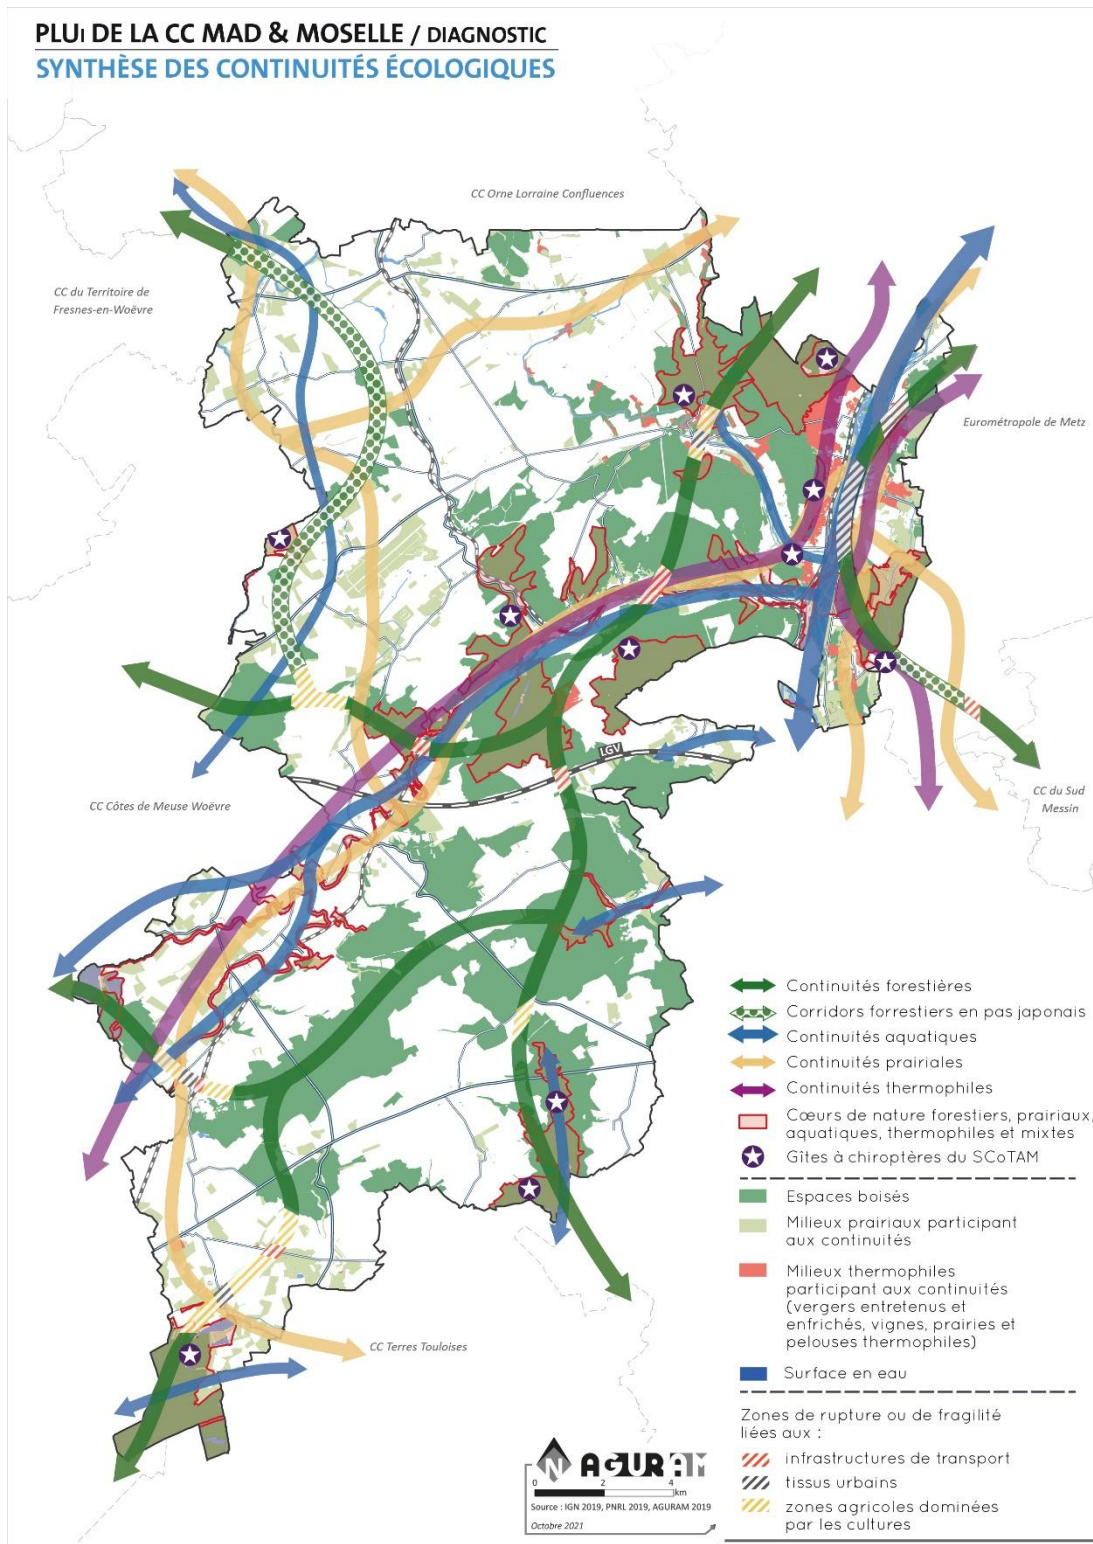 PLUi DE LA CC MAD & MOSELLE / DIAGNOSTIC
SYNTHÈSE DES CONTINUITÉS ÉCOLOGIQUES
CC Orne Lorraine Confluences
CC du Territoire de
Fresnes-en-Woëvre
Eurométropole de Metz
LGV
CC Côtes de Meuse Woëvre
CC du Sud
Messin
CC Terres Touloises
Continuités forestières
Corridors forrestiers en pas japonais
Continuités aquatiques
Continuités prairiales
Continuités thermophiles
Cœurs de nature forestiers, prairiaux,
aquatiques, thermophiles et mixtes
Gîtes à chiroptères du SCoTAM
Espaces boisés
Milieux prairiaux participant
aux continuités
Milieux thermophiles
participant aux continuités
(vergers entretenus et
enfrichés, vignes, prairies et
pelouses thermophiles)
Surface en eau
Zones de rupture ou de fragilité
liées aux :
infrastructures de transport
tissus urbains
zones agricoles dominées
par les cultures
N AGURAM
0 2 4
km
Source : IGN 2019, PNRL 2019, AGURAM 2019
Octobre 2021